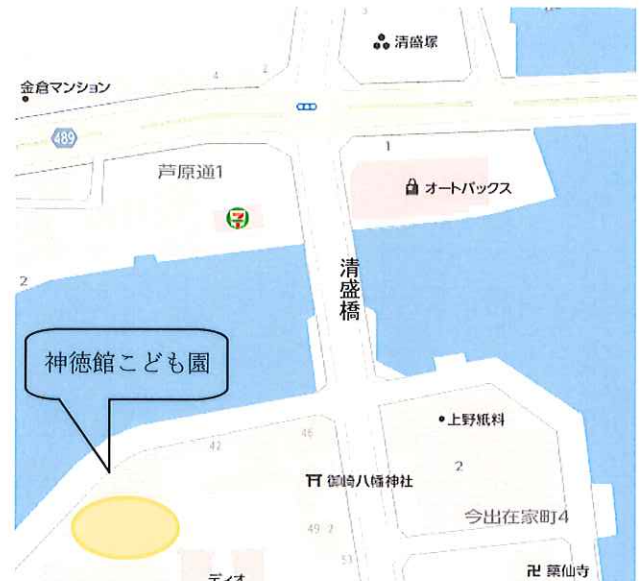 3
清盛塚
金倉マンション
4
2
489
1
芦原通1
オートバックス
7
2
清盛橋
神徳館こども園
上野紙料
42
46
御崎八幡神社
2
今出在家町4
49
2
51
ディオ
卍 薬仙寺